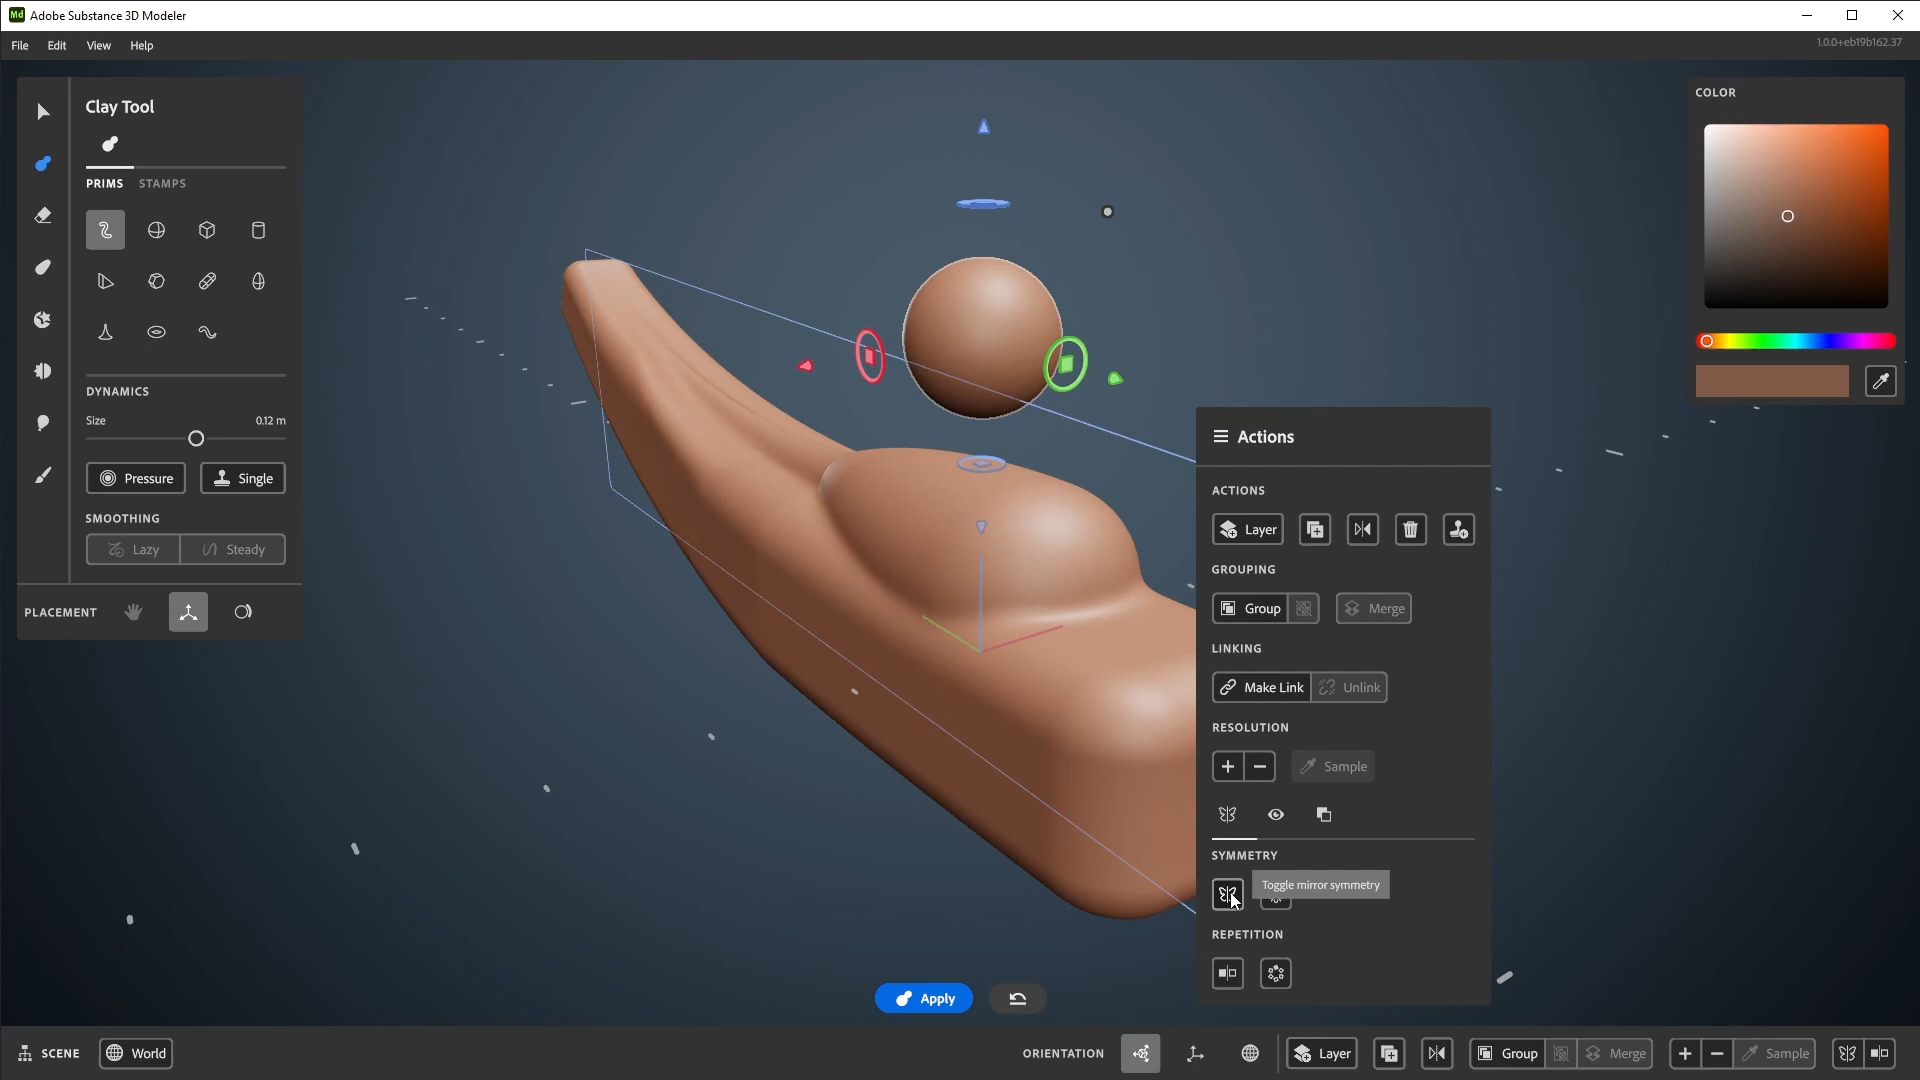 Md Adobe Substance 3D Modeler
File Edit View Help
1.0.0+eb19b162.37
Clay Tool
PRIMS STAMPS
DYNAMICS
Size 0.12 m
Pressure Single
SMOOTHING
Lazy Steady
PLACEMENT
COLOR
Actions
ACTIONS
Layer
GROUPING
Group Merge
LINKING
Make Link Unlink
RESOLUTION
Sample
SYMMETRY
Toggle mirror symmetry
REPETITION
Apply
SCENE World ORIENTATION Layer Group Merge Sample